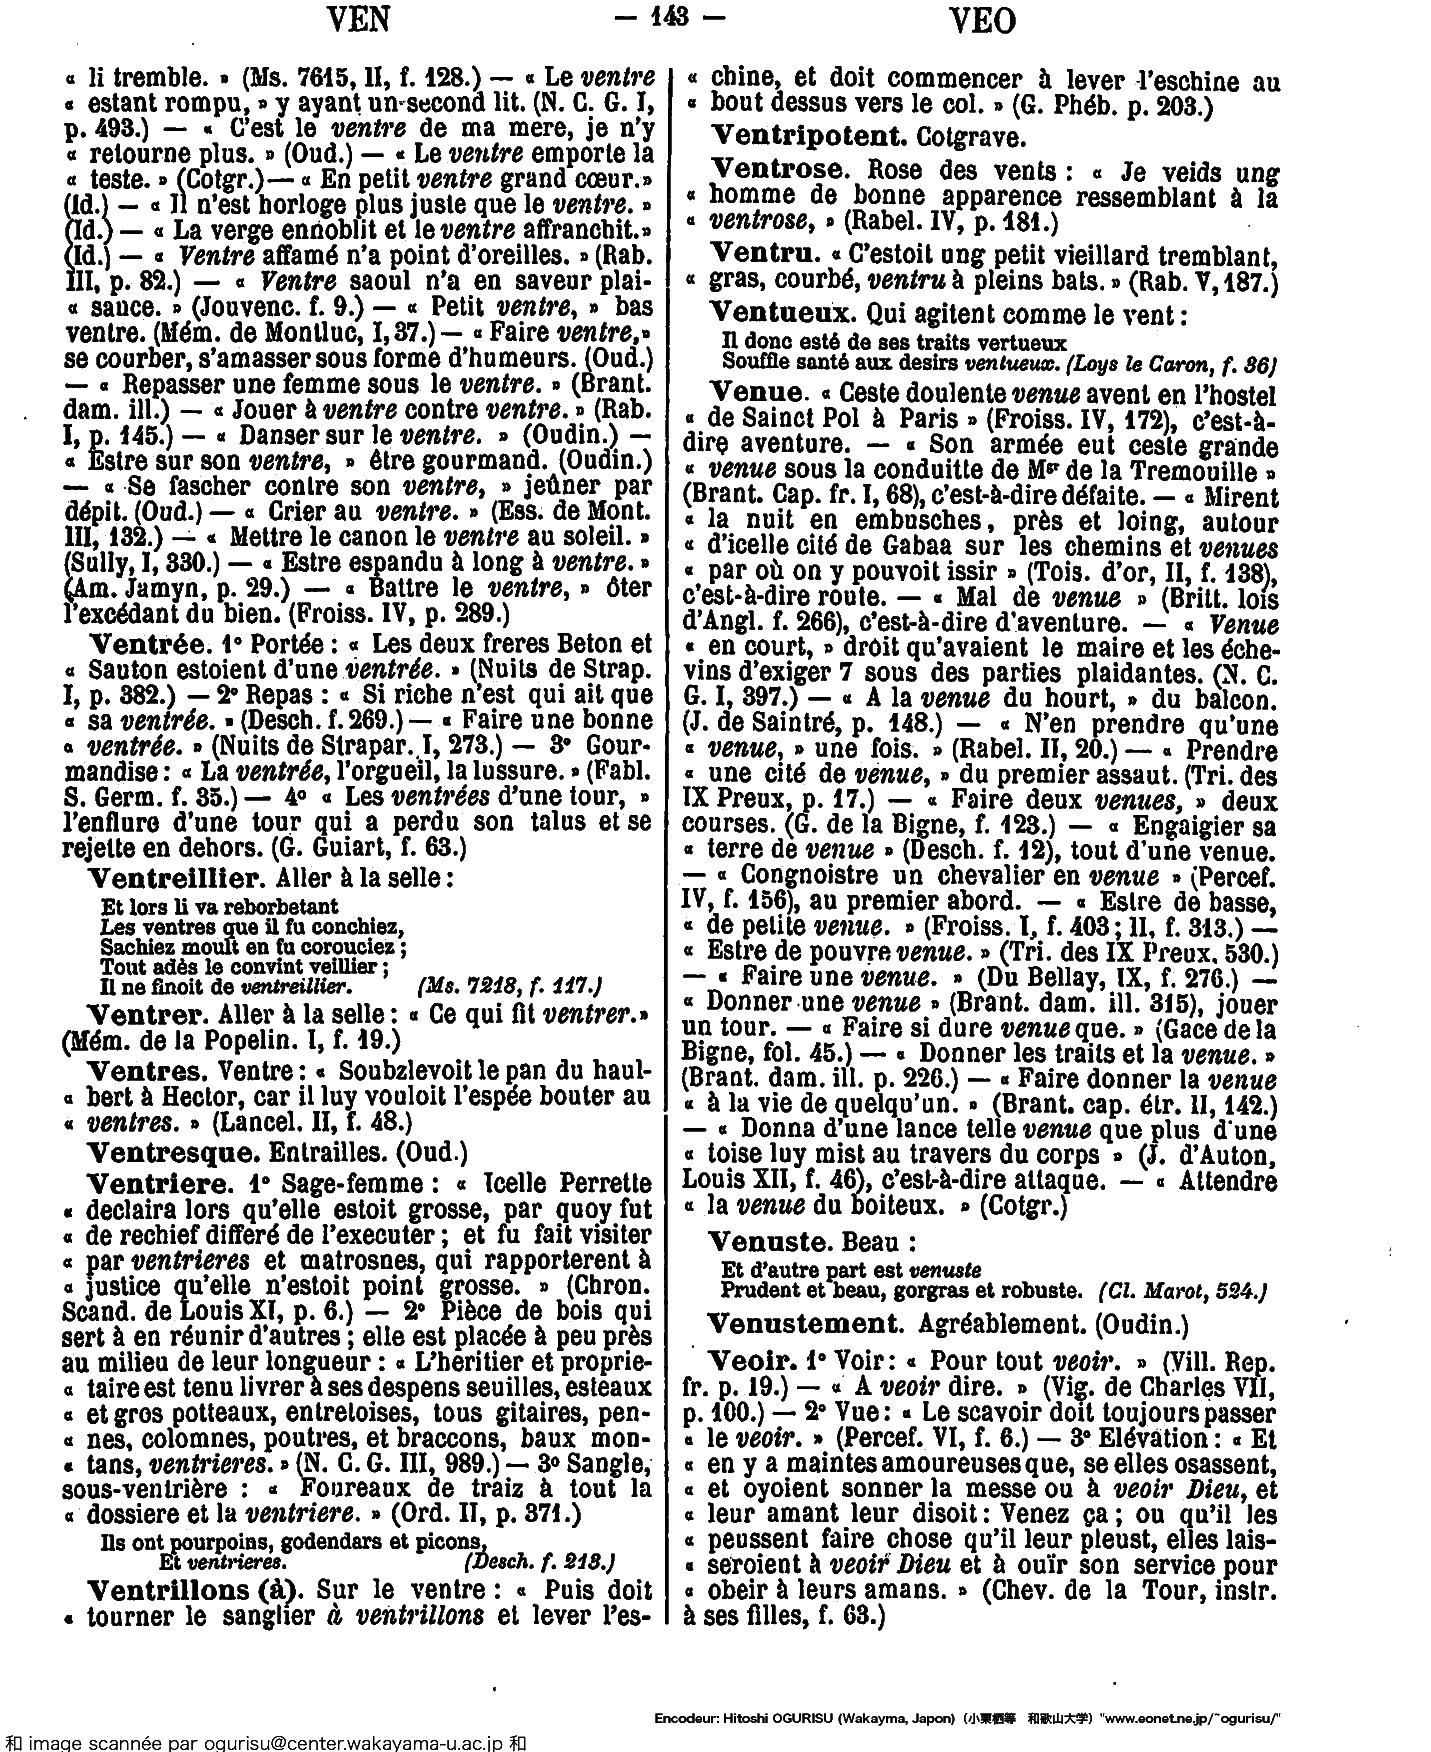 VEN
— 143 —
VEO
« li tremble. » (Ms. 7615, II, f. 128.) — « Le ventre
« estant rompu, » y ayant un second lit. (N. C. G. I,
p. 493.) — « C'est le ventre de ma mere, je n'y
« retourne plus. » (Oud.) — « Le ventre emporte la
« teste. » (Cotgr.) — « En petit ventre grand cœur. »
(Id.) — « Il n'est horloge plus juste que le ventre. »
(Id.) — « La verge ennoblit et le ventre affranchit. »
(Id.) — « Ventre affamé n'a point d'oreilles. » (Rab.
III, p. 82.) — « Ventre saoul n'a en saveur plai-
« sance. » (Jouvenc. f. 9.) — « Petit ventre, » bas
ventre. (Mém. de Montluc, I, 37.) — « Faire ventre, »
se courber, s'amasser sous forme d'humeurs. (Oud.)
— « Repasser une femme sous le ventre. » (Brant.
dam. ill.) — « Jouer à ventre contre ventre. » (Rab.
I, p. 145.) — « Danser sur le ventre. » (Oudin.) —
« Estre sur son ventre, » être gourmand. (Oudin.)
— « Se fascher contre son ventre, » jeûner par
dépit. (Oud.) — « Crier au ventre. » (Ess. de Mont.
III, 132.) — « Mettre le canon le ventre au soleil. »
(Sully, I, 330.) — « Estre espandu à long à ventre. »
(Am. Jamyn, p. 29.) — « Battre le ventre, » ôter
l'excédant du bien. (Froiss. IV, p. 289.)
Ventrée. 1° Portée : « Les deux freres Beton et
« Sauton estoient d'une ventrée. » (Nuits de Strap.
I, p. 382.) — 2° Repas : « Si riche n'est qui ait que
« sa ventrée. » (Desch. f. 269.) — « Faire une bonne
« ventrée. » (Nuits de Strapar. I, 273.) — 3° Gour-
mandise : « La ventrée, l'orgueil, la lussure. » (Fabl.
S. Germ. f. 35.) — 4° « Les ventrées d'une tour, »
l'enflure d'une tour qui a perdu son talus et se
rejette en dehors. (G. Guiart, f. 63.)
Ventreillier. Aller à la selle :
Et lors li va reborbetant
Les ventres que il fu conchiez,
Sachiez moult en fu corouciez ;
Tout adès le convint veillier ;
Il ne finoit de ventreillier. (Ms. 7218, f. 117.)
Ventrer. Aller à la selle : « Ce qui fit ventrer. »
(Mém. de la Popelin. I, f. 19.)
Ventres. Ventre : « Soubzlevoit le pan du haul-
« bert à Hector, car il luy vouloit l'espée bouter au
« ventres. » (Lancel. II, f. 48.)
Ventresque. Entrailles. (Oud.)
Ventriere. 1° Sage-femme : « Icelle Perrette
« declaira lors qu'elle estoit grosse, par quoy fut
« de rechief differé de l'executer ; et fu fait visiter
« par ventrieres et matrosnes, qui rapporterent à
« justice qu'elle n'estoit point grosse. » (Chron.
Scand. de Louis XI, p. 6.) — 2° Pièce de bois qui
sert à en réunir d'autres ; elle est placée à peu près
au milieu de leur longueur : « L'heritier et proprie-
« taire est tenu livrer à ses despens seuilles, esteaux
« et gros potteaux, entretoises, tous gitaires, pen-
« nes, colomnes, poutres, et braccons, baux mon-
« tans, ventrieres. » (N. C. G. III, 989.) — 3° Sangle,
sous-ventrière : « Foureaux de traiz à tout la
« dossiere et la ventriere. » (Ord. II, p. 371.)
Ils ont pourpoins, godendars et picons,
Et ventrieres. (Desch. f. 213.)
Ventrillons (à). Sur le ventre : « Puis doit
« tourner le sanglier à ventrillons et lever l'es-
« chine, et doit commencer à lever l'eschine au
« bout dessus vers le col. » (G. Phéb. p. 203.)
Ventripotent. Cotgrave.
Ventrose. Rose des vents : « Je veids ung
« homme de bonne apparence ressemblant à la
« ventrose, » (Rabel. IV, p. 181.)
Ventru. « C'estoit ung petit vieillard tremblant,
« gras, courbé, ventru à pleins bats. » (Rab. V, 187.)
Ventueux. Qui agitent comme le vent :
Il donc esté de ses traits vertueux
Souffle santé aux desirs ventueux. (Loys le Caron, f. 36)
Venue. « Ceste doulente venue avent en l'hostel
« de Sainct Pol à Paris » (Froiss. IV, 172), c'est-à-
dire aventure. — « Son armée eut ceste grande
« venue sous la conduitte de Mgr de la Tremouille »
(Brant. Cap. fr. I, 68), c'est-à-dire défaite. — « Mirent
« la nuit en embusches, près et loing, autour
« d'icelle cité de Gabaa sur les chemins et venues
« par où on y pouvoit issir » (Tois. d'or, II, f. 138),
c'est-à-dire route. — « Mal de venue » (Britt. lois
d'Angl. f. 266), c'est-à-dire d'aventure. — « Venue
« en court, » droit qu'avaient le maire et les éche-
vins d'exiger 7 sous des parties plaidantes. (N. C.
G. I, 397.) — « A la venue du hourt, » du balcon.
(J. de Saintré, p. 148.) — « N'en prendre qu'une
« venue, » une fois. » (Rabel. II, 20.) — « Prendre
« une cité de venue, » du premier assaut. (Tri. des
IX Preux, p. 17.) — « Faire deux venues, » deux
courses. (G. de la Bigne, f. 123.) — « Engaigier sa
« terre de venue » (Desch. f. 12), tout d'une venue.
— « Congnoistre un chevalier en venue » (Percef.
IV, f. 156), au premier abord. — « Estre de basse,
« de petite venue. » (Froiss. I, f. 403 ; II, f. 313.) —
« Estre de pouvre venue. » (Tri. des IX Preux, 530.)
— « Faire une venue. » (Du Bellay, IX, f. 276.) —
« Donner une venue » (Brant. dam. ill. 315), jouer
un tour. — « Faire si dure venue que. » (Gace de la
Bigne, fol. 45.) — « Donner les traits et la venue. »
(Brant. dam. ill. p. 226.) — « Faire donner la venue
« à la vie de quelqu'un. » (Brant. cap. étr. II, 142.)
— « Donna d'une lance telle venue que plus d'une
« toise luy mist au travers du corps » (J. d'Auton,
Louis XII, f. 46), c'est-à-dire attaque. — « Attendre
« la venue du boiteux. » (Cotgr.)
Venuste. Beau :
Et d'autre part est venuste
Prudent et beau, gorgras et robuste. (Cl. Marot, 524.)
Venustement. Agréablement. (Oudin.)
Veoir. 1° Voir : « Pour tout veoir. » (Vill. Rep.
fr. p. 19.) — « A veoir dire. » (Vig. de Charles VII,
p. 100.) — 2° Vue : « Le scavoir doit toujours passer
« le veoir. » (Percef. VI, f. 6.) — 3° Elévation : « Et
« en y a maintes amoureuses que, se elles osassent,
« et oyoient sonner la messe ou à veoir Dieu, et
« leur amant leur disoit : Venez ça ; ou qu'il les
« peussent faire chose qu'il leur pleust, elles lais-
« seroient à veoir Dieu et à ouïr son service pour
« obeir à leurs amans. » (Chev. de la Tour, instr.
à ses filles, f. 63.)
Encodeur: Hitoshi OGURISU (Wakayma, Japon) (小栗栖等 和歌山大学) "www.eonet.ne.jp/~ogurisu/"
和 image scannée par ogurisu@center.wakayama-u.ac.jp 和